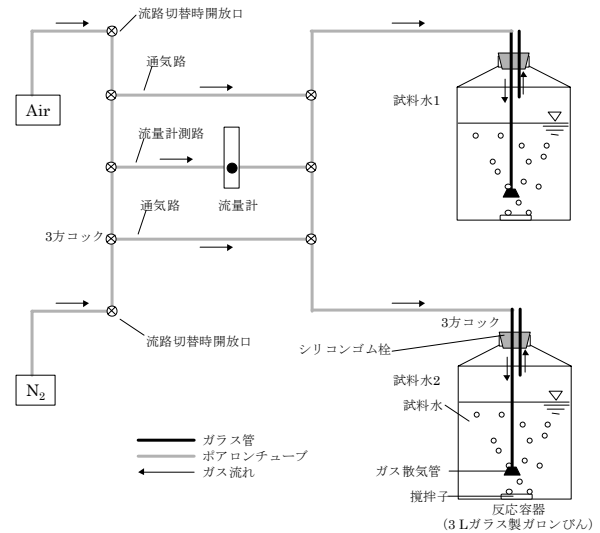 流路切替時開放口
通気路
Air
試料水1
流量計測路
流量計
通気路
3方コック
流路切替時開放口
N₂
3方コック
シリコンゴム栓
試料水2
試料水
ガラス管
ポアロンチューブ
ガス流れ
ガス散気管
撹拌子
反応容器
(3 Lガラス製ガロンびん)